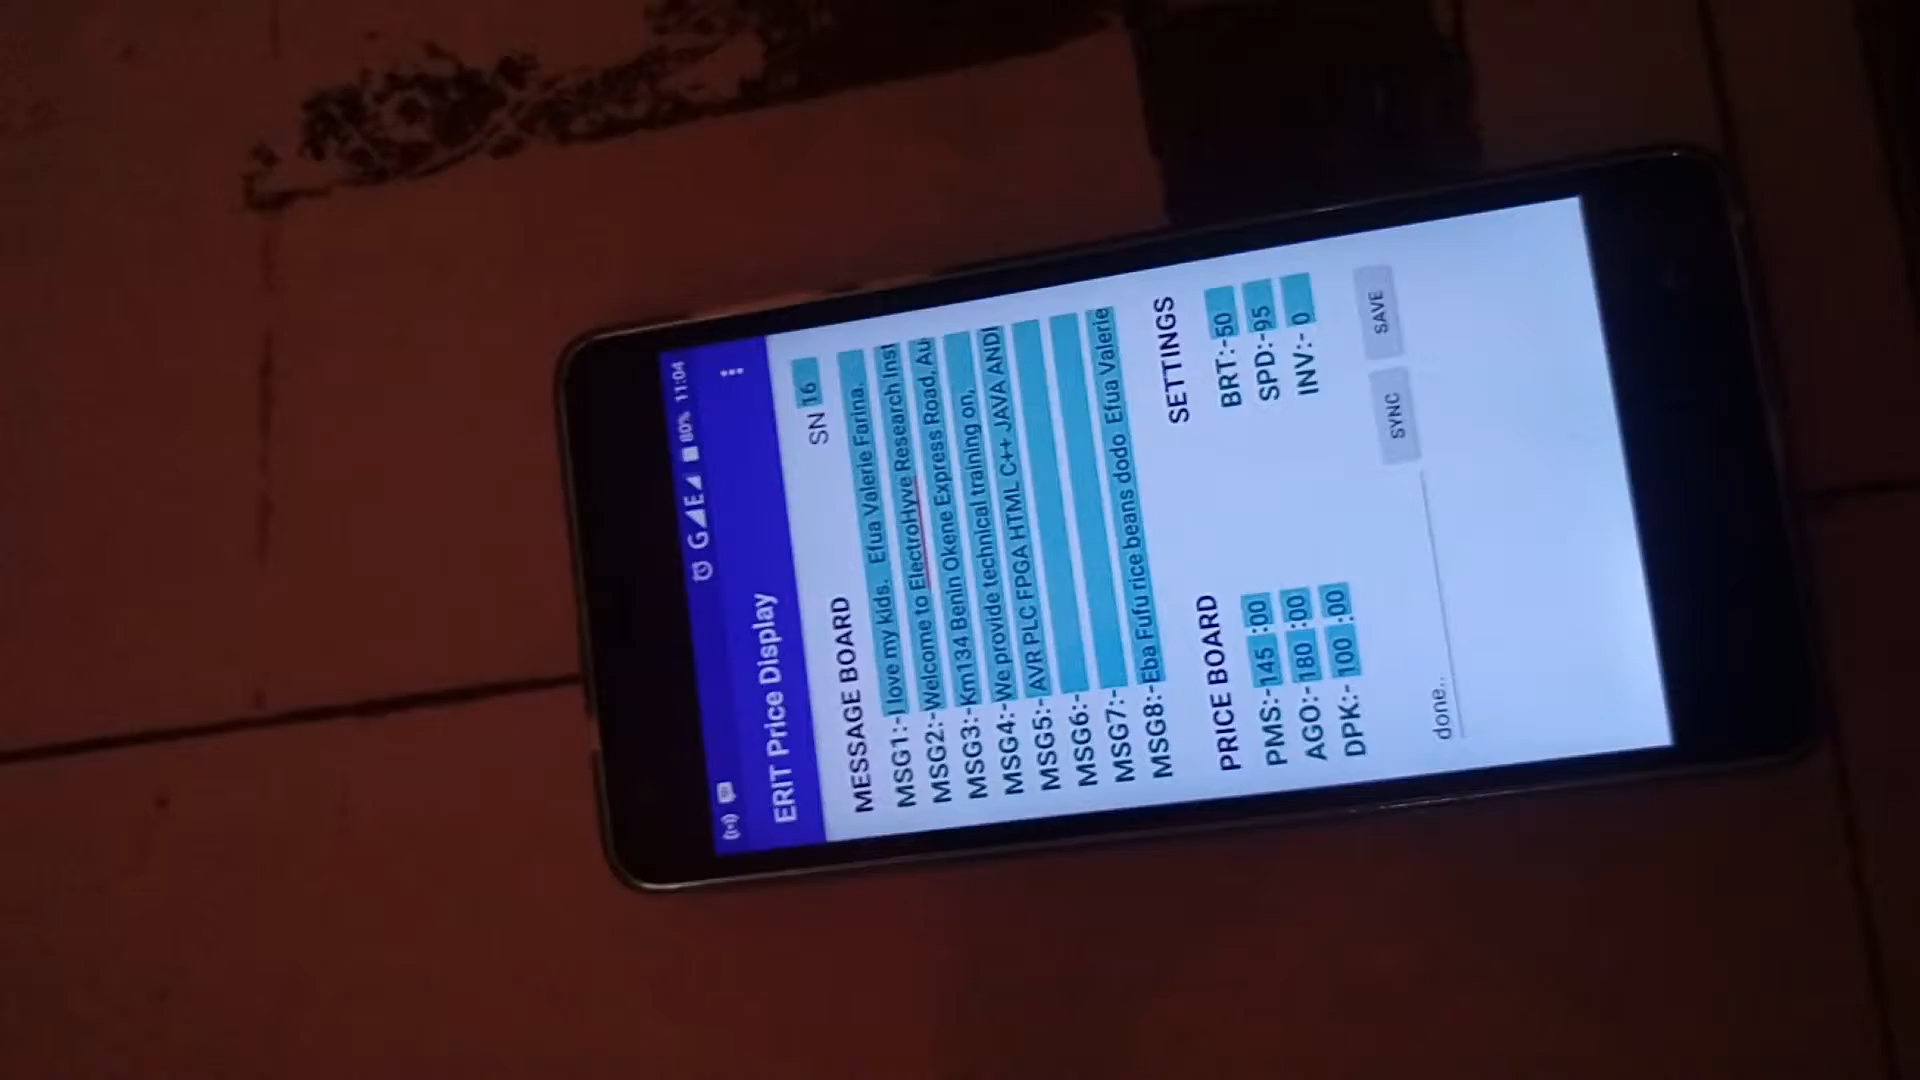 G E 80% 11:04
ERIT Price Display
SN 16
MESSAGE BOARD
MSG1:-I love my kids. Efua Valerie Farina.
MSG2:-Welcome to ElectroHyve Research Inst
MSG3:-Km134 Benin Okene Express Road, Au
MSG4:-We provide technical training on,
MSG5:-AVR PLC FPGA HTML C++ JAVA AND
MSG6:-
MSG7:-
MSG8:-Eba Fufu rice beans dodo Efua Valerie
PRICE BOARD SETTINGS
PMS:-145 :00 BRT:-50
AGO:-180 :00 SPD:-95
DPK:-100 :00 INV:-0
done.. SYNC SAVE